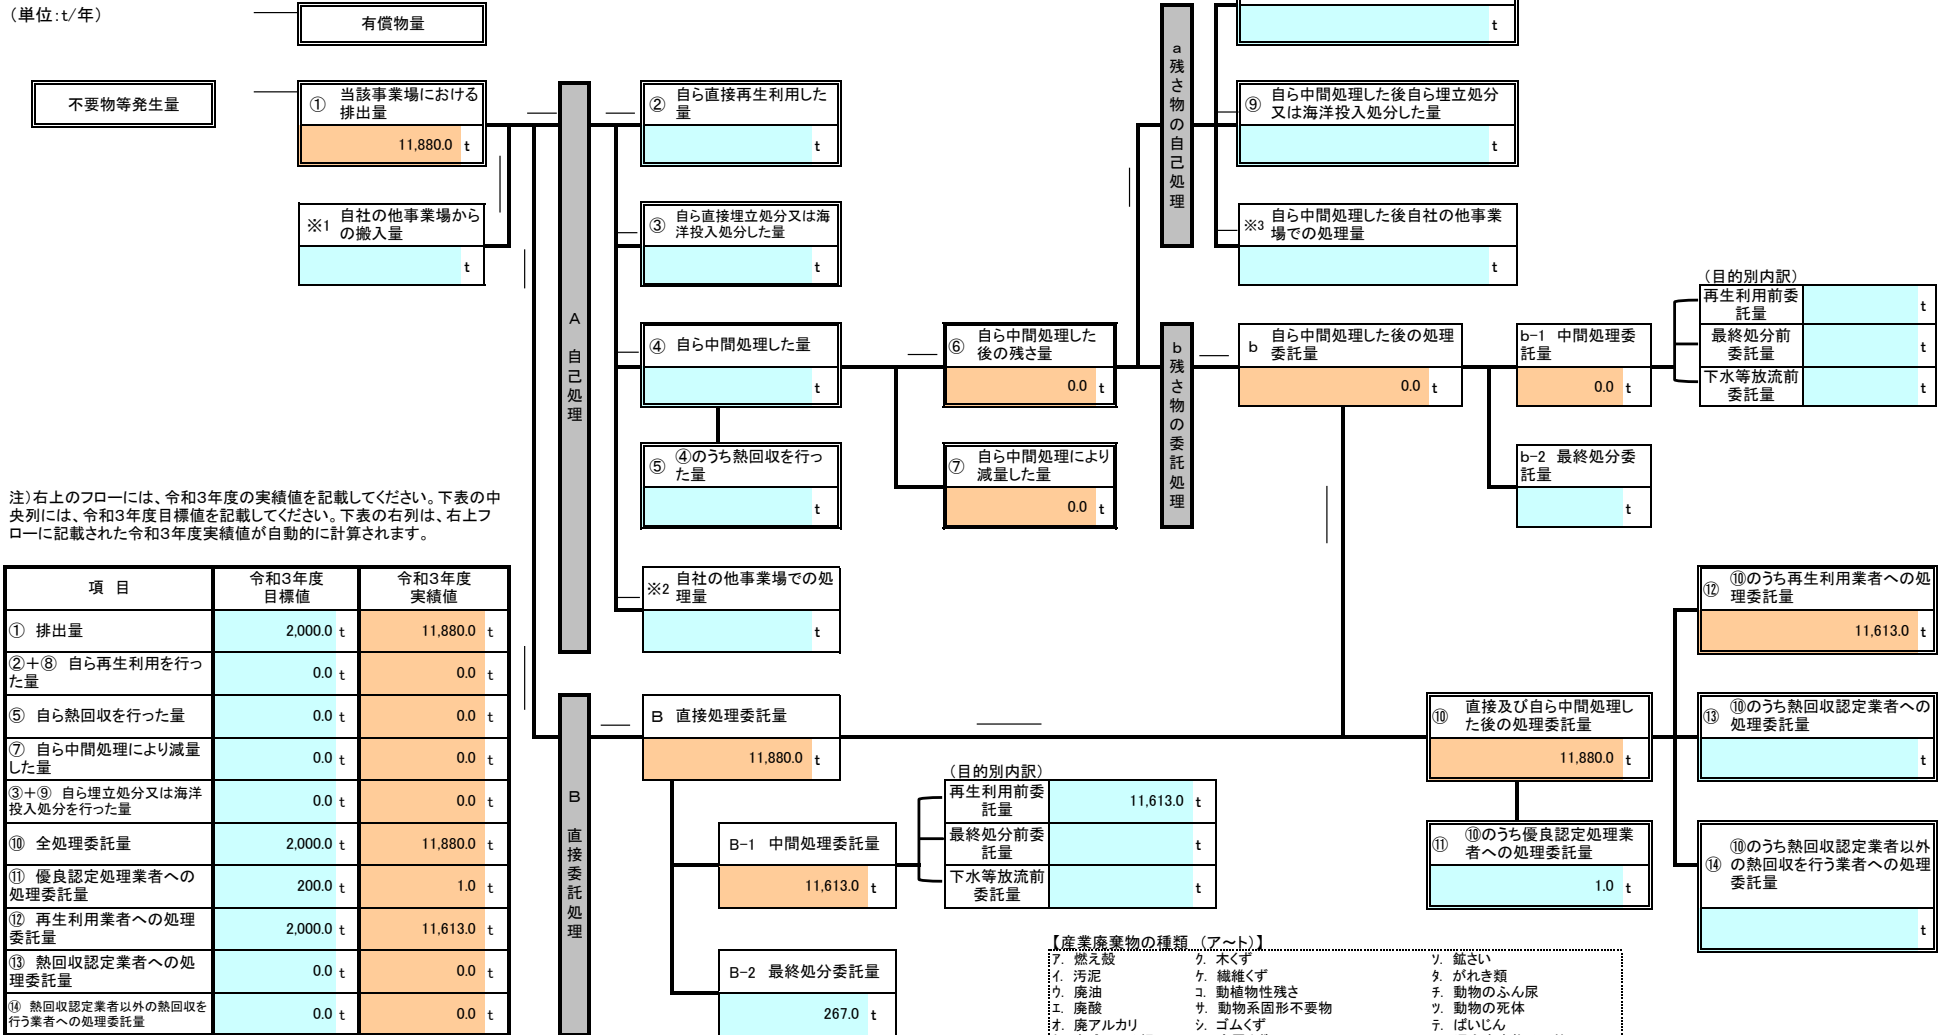 (単位:t/年)
有償物量
t
不要物等発生量
① 当該事業場における
排出量
11,880.0 t
② 自ら直接再生利用した
量
t
a 残さ物の自己処理
⑨ 自ら中間処理した後自ら埋立処分
又は海洋投入処分した量
t
※1 自社の他事業場から
の搬入量
t
③ 自ら直接埋立処分又は海
洋投入処分した量
t
※3 自ら中間処理した後自社の他事業
場での処理量
t
A 自己処理
④ 自ら中間処理した量
t
⑥ 自ら中間処理した
後の残さ量
0.0 t
b 残さ物の委託処理
b 自ら中間処理した後の処理
委託量
0.0 t
b-1 中間処理委
託量
0.0 t
(目的別内訳)
再生利用前委
託量
t
最終処分前
委託量
t
下水等放流前
委託量
t
⑤ ④のうち熱回収を行っ
た量
t
⑦ 自ら中間処理により
減量した量
0.0 t
b-2 最終処分委
託量
t
注)右上のフローには、令和3年度の実績値を記載してください。下表の中
央列には、令和3年度目標値を記載してください。下表の右列は、右上フ
ローに記載された令和3年度実績値が自動的に計算されます。
※2 自社の他事業場での処
理量
t
項 目
令和3年度
目標値
令和3年度
実績値
① 排出量 2,000.0 t 11,880.0 t
②+⑧ 自ら再生利用を行っ
た量 0.0 t 0.0 t
⑤ 自ら熱回収を行った量 0.0 t 0.0 t
⑦ 自ら中間処理により減量
した量 0.0 t 0.0 t
③+⑨ 自ら埋立処分又は海洋
投入処分を行った量 0.0 t 0.0 t
⑩ 全処理委託量 2,000.0 t 11,880.0 t
⑪ 優良認定処理業者への
処理委託量 200.0 t 1.0 t
⑫ 再生利用業者への処理
委託量 2,000.0 t 11,613.0 t
⑬ 熱回収認定業者への処
理委託量 0.0 t 0.0 t
⑭ 熱回収認定業者以外の熱回収を
行う業者への処理委託量 0.0 t 0.0 t
B 直接委託処理
B 直接処理委託量
11,880.0 t
B-1 中間処理委託量
11,613.0 t
(目的別内訳)
再生利用前委
託量
11,613.0 t
最終処分前委
託量
t
下水等放流前
委託量
t
B-2 最終処分委託量
267.0 t
⑩ 直接及び自ら中間処理し
た後の処理委託量
11,880.0 t
⑪ ⑩のうち優良認定処理業
者への処理委託量
1.0 t
⑫ ⑩のうち再生利用業者への処
理委託量
11,613.0 t
⑬ ⑩のうち熱回収認定業者への
処理委託量
t
⑭ ⑩のうち熱回収認定業者以外
の熱回収を行う業者への処理
委託量
t
【産業廃棄物の種類 (ア~ト)】
ア. 燃え殻 ク. 木くず ソ. 鉱さい
イ. 汚泥 ケ. 繊維くず タ. がれき類
ウ. 廃油 コ. 動植物性残さ チ. 動物のふん尿
エ. 廃酸 サ. 動物系固形不要物 ツ. 動物の死体
オ. 廃アルカリ シ. ゴムくず テ. ばいじん